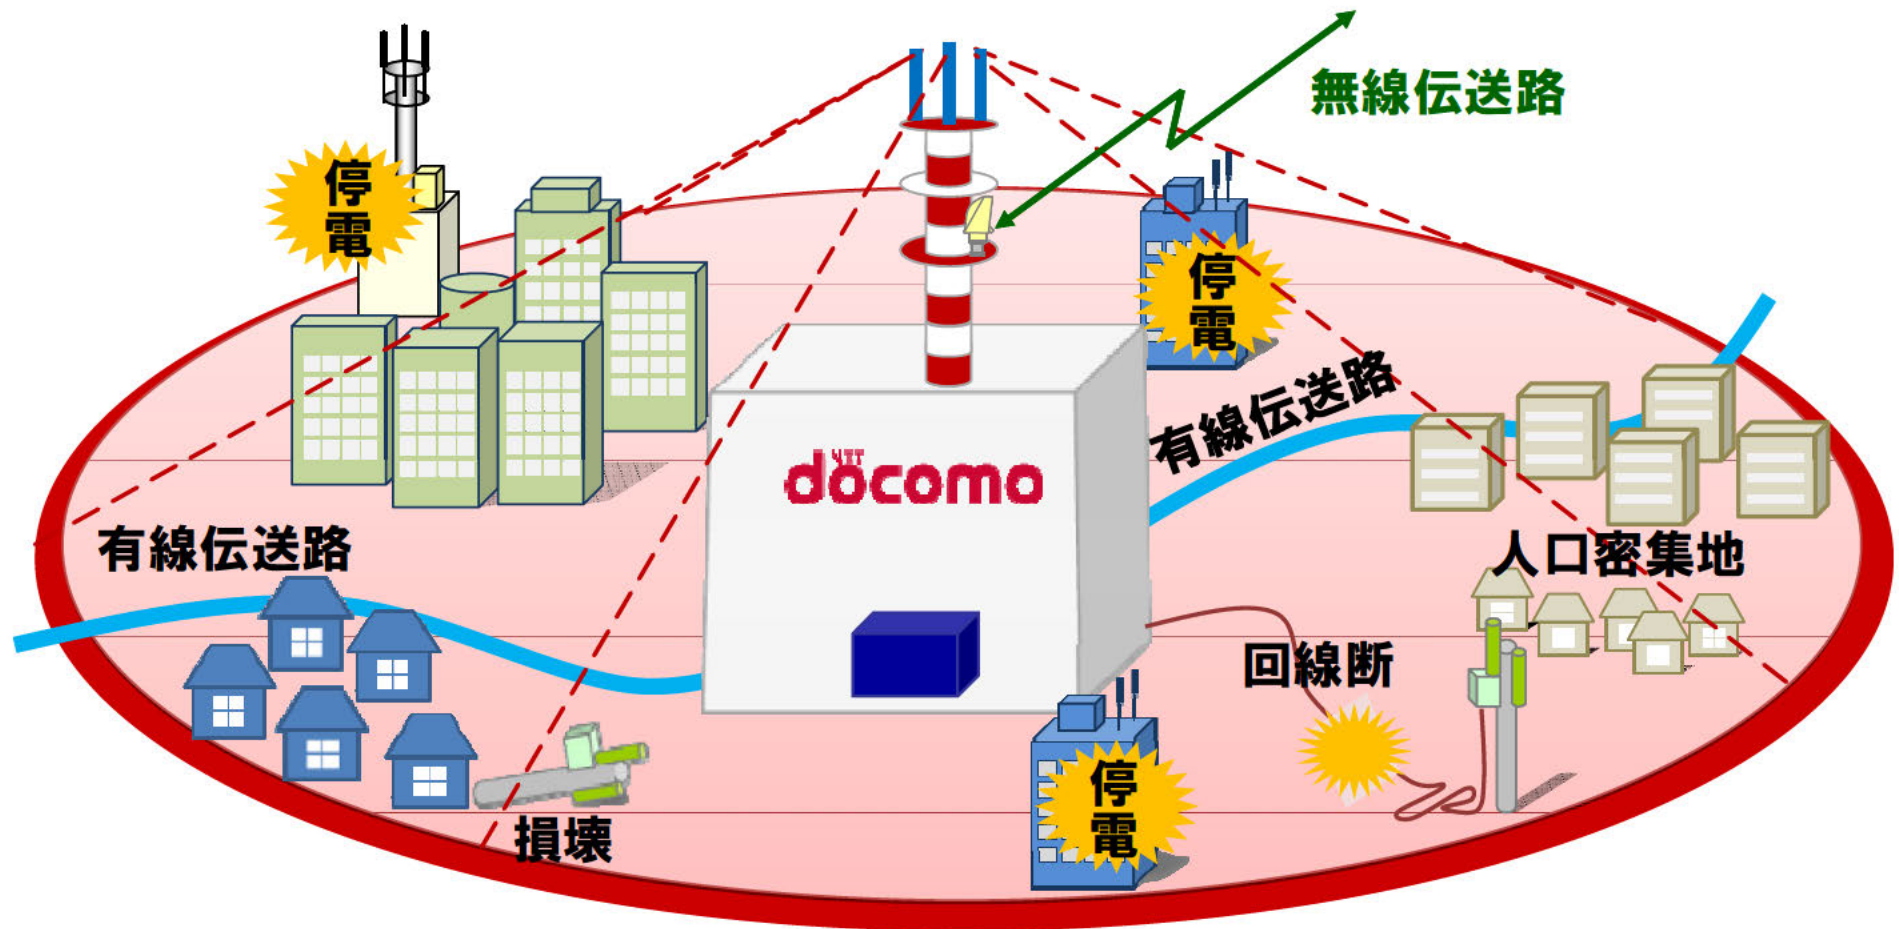 無線伝送路
停電
停電
有線伝送路
döcomo
有線伝送路
人口密集地
回線断
停電
損壊